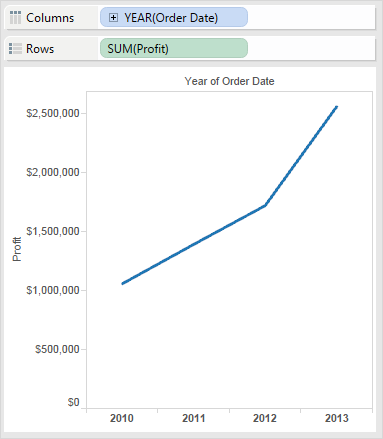 Columns YEAR(Order Date)
Rows SUM(Profit)
Year of Order Date
$2,500,000
$2,000,000
$1,500,000
$1,000,000
$500,000
$0
Profit
2010 2011 2012 2013